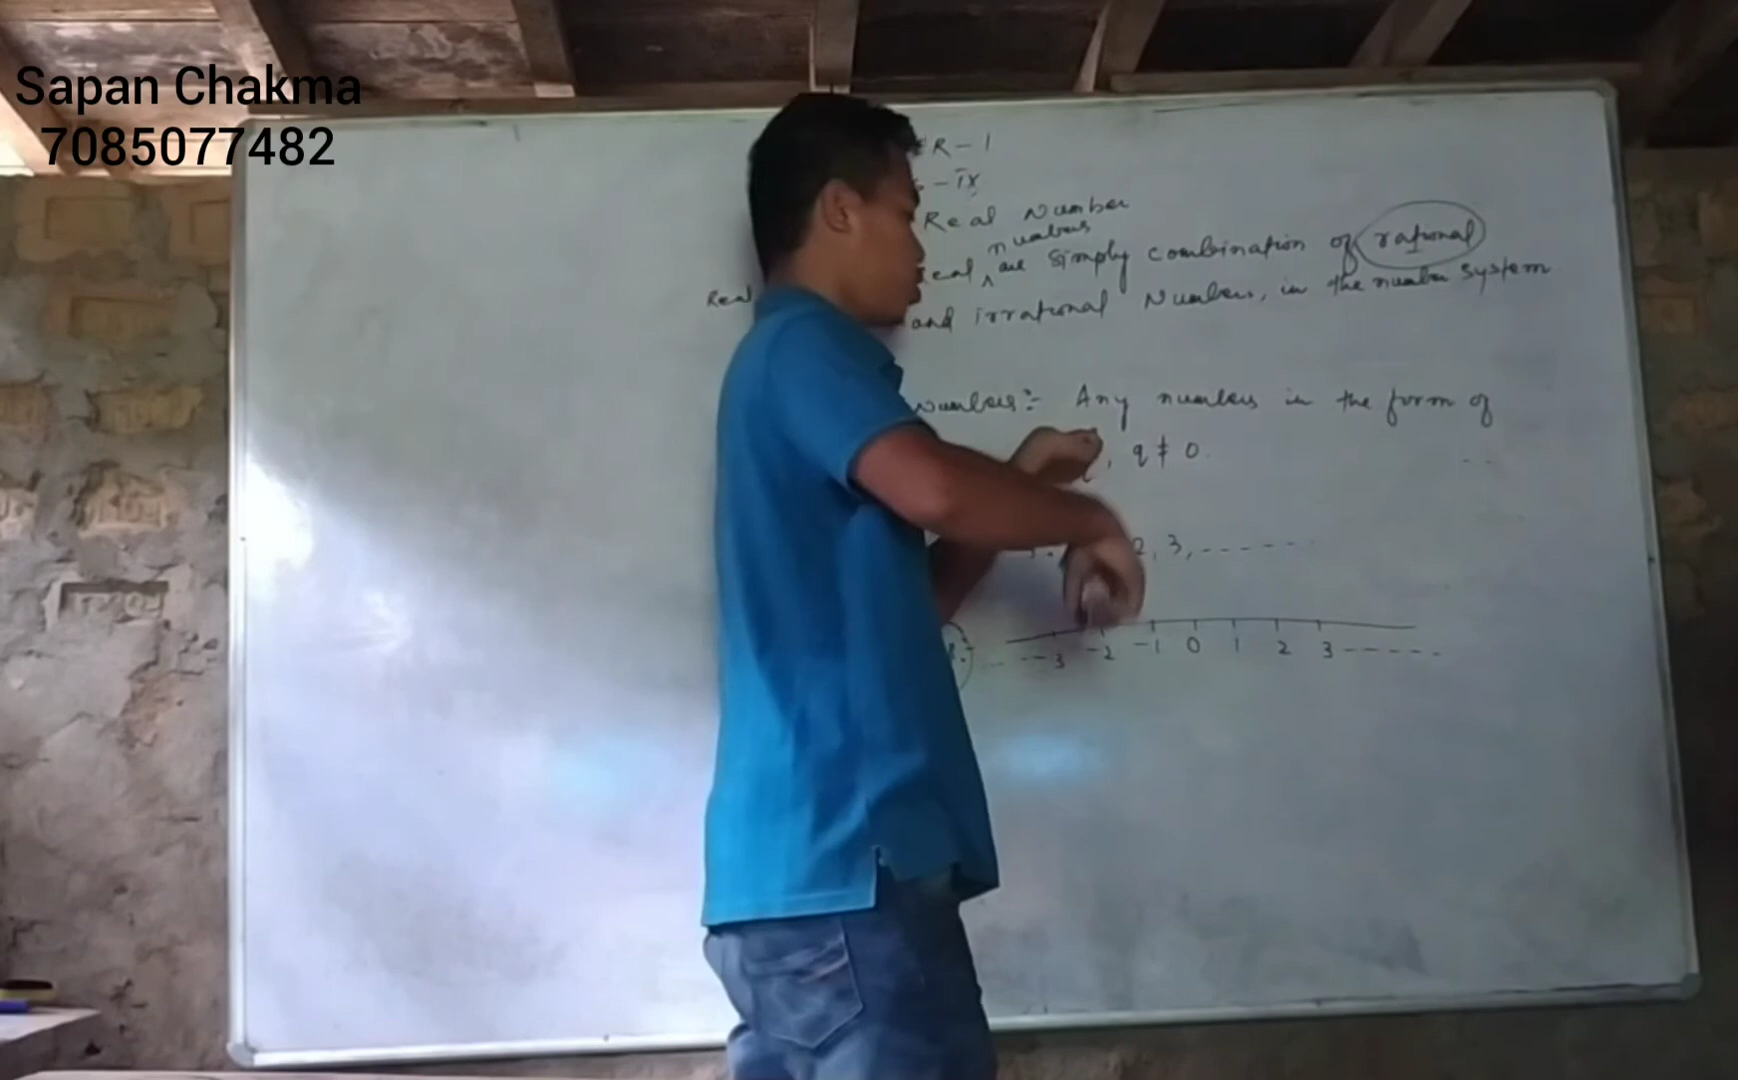 Sapan Chakma
7085077482
R - 1
- IX
Real Number
numbers
Real are simply combination of rational
and irrational Numbers, in the number system
Numbers:- Any numbers in the form of
, q ≠ 0.
2, 3, ------
-3 -2 -1 0 1 2 3 -----